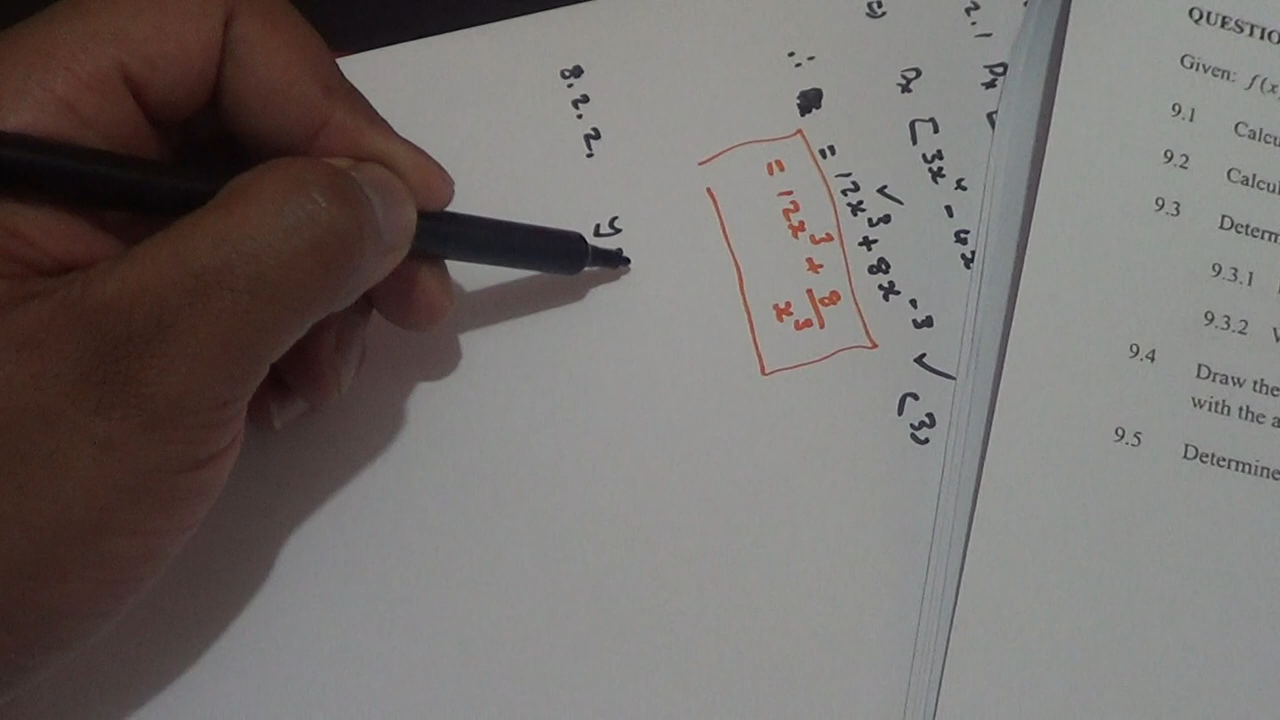 2.1 Dx [
Dx [3x⁴ - 4x
∴ = 12x³ + 8x⁻³ (3)
= 12x³ + 8/x³
8.2.2. y
QUESTIO
Given: f(x
9.1 Calcu
9.2 Calcul
9.3 Determ
9.3.1
9.3.2
9.4 Draw the
with the a
9.5 Determine